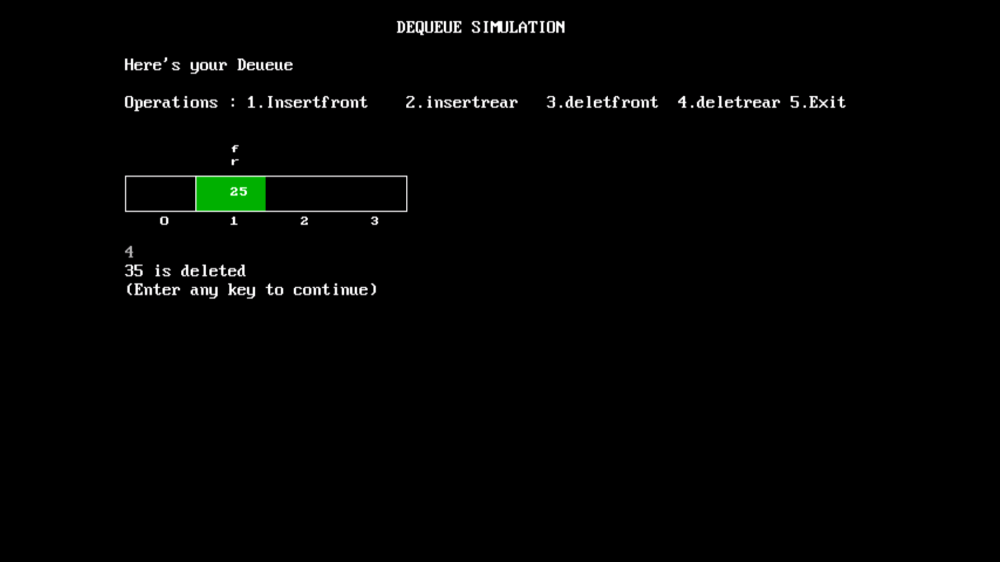 DEQUEUE SIMULATION
Here's your Deueue
Operations : 1.Insertfront 2.insertrear 3.deletfront 4.deletrear 5.Exit
f
r
25
0 1 2 3
4
35 is deleted
(Enter any key to continue)